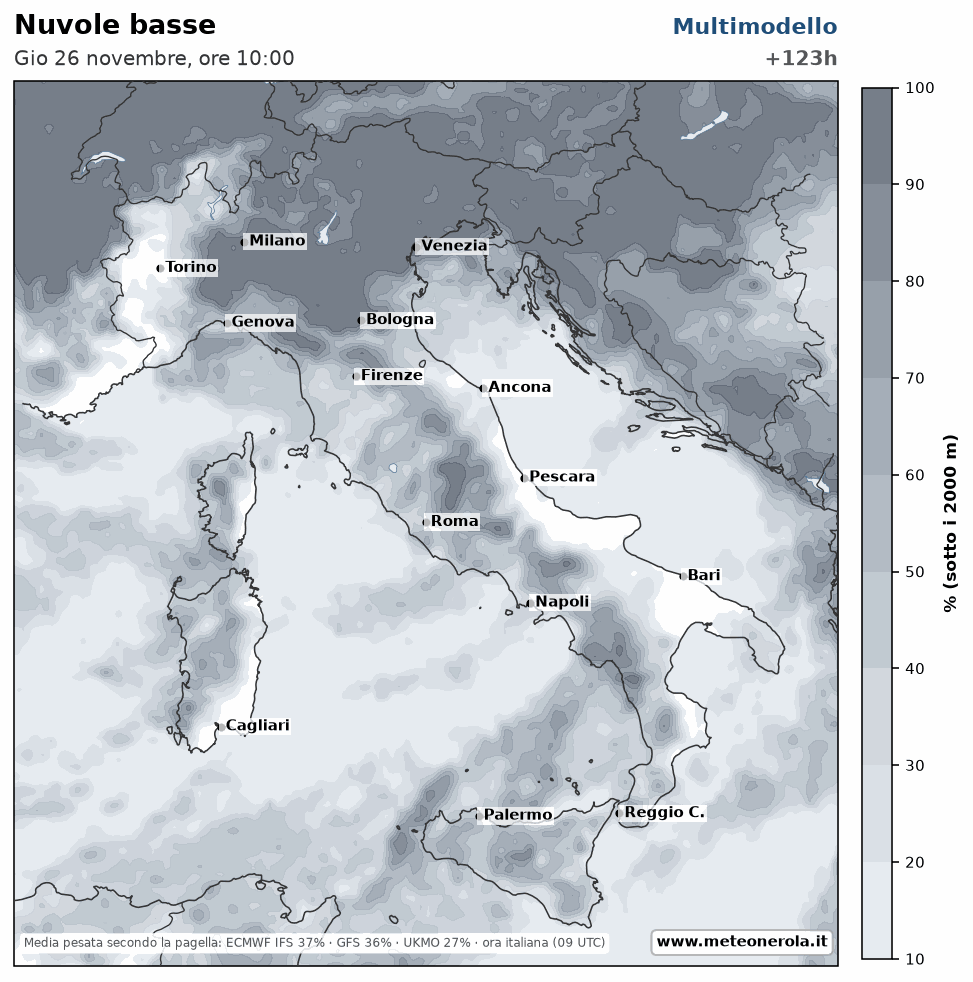 Nuvole basse
Multimodello
Gio 26 novembre, ore 10:00
+123h
100
90
80
70
60
50
40
30
20
10
% (sotto i 2000 m)
Milano
Venezia
Torino
Genova
Bologna
Firenze
Ancona
Pescara
Roma
Bari
Napoli
Cagliari
Palermo
Reggio C.
Media pesata secondo la pagella: ECMWF IFS 37% · GFS 36% · UKMO 27% · ora italiana (09 UTC)
www.meteonerola.it